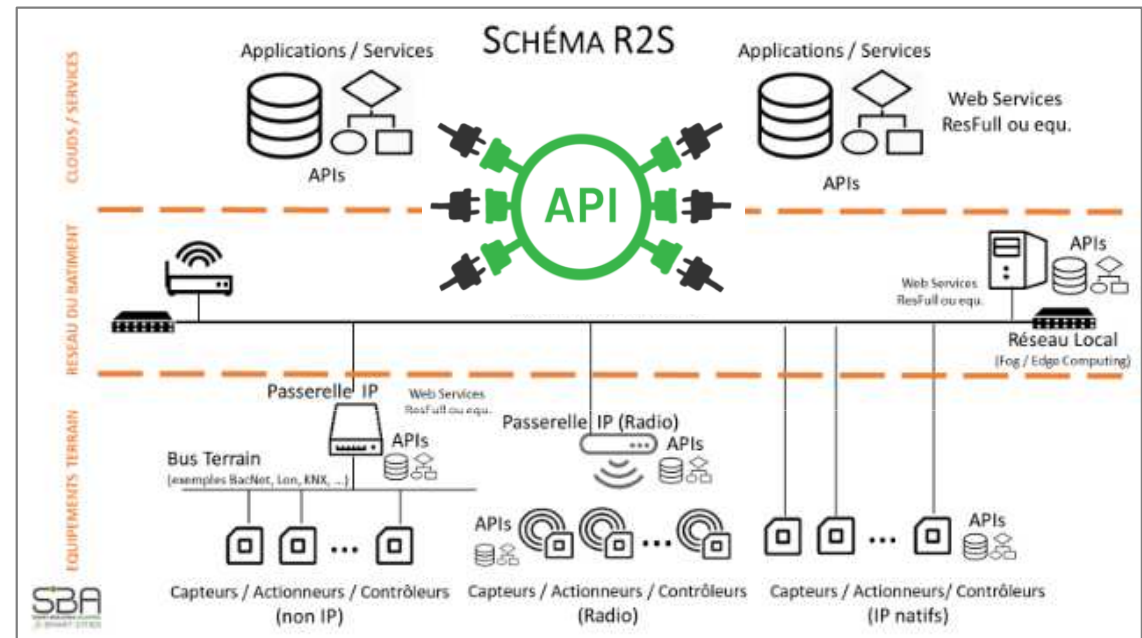 SCHÉMA R2S
Applications / Services
APIs
API
Applications / Services
Web Services
ResFull ou equ.
APIs
CLOUDS / SERVICES
RESEAU DU BATIMENT
Web Services
ResFull ou equ.
APIs
Réseau Local
(Fog / Edge Computing)
EQUIPEMENTS TERRAIN
Passerelle IP
Web Services
ResFull ou equ.
APIs
Bus Terrain
(exemples BacNet, Lon, KNX, ...)
Passerelle IP (Radio)
APIs
...
APIs
...
...
APIs
Capteurs / Actionneurs / Contrôleurs
(non IP)
Capteurs / Actionneurs / Contrôleurs
(Radio)
Capteurs / Actionneurs/ Contrôleurs
(IP natifs)
SBA